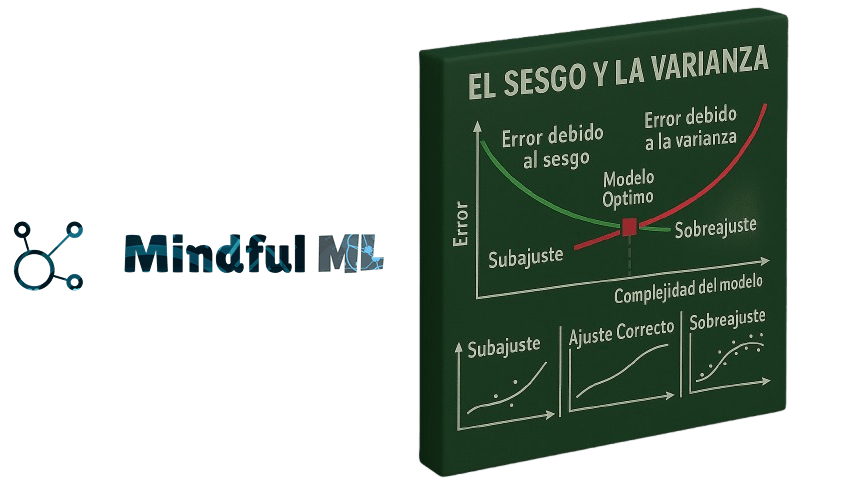 Mindful ML
EL SESGO Y LA VARIANZA
Error debido
al sesgo
Error debido
a la varianza
Modelo
Optimo
Error
Subajuste
Sobreajuste
Complejidad del modelo
Subajuste
Ajuste Correcto
Sobreajuste